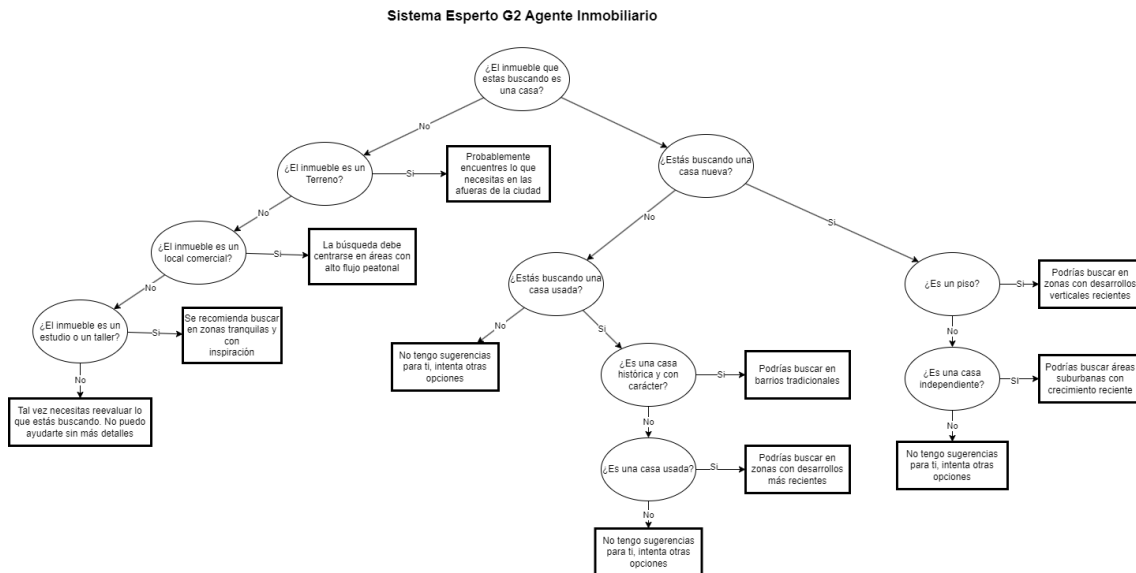 Sistema Esperto G2 Agente Inmobiliario
¿El inmueble que
estas buscando es
una casa?
No
¿El inmueble es un
Terreno?
Si
Probablemente
encuentres lo que
necesitas en las
afueras de la ciudad
¿Estás buscando una
casa nueva?
No
No
Si
¿El inmueble es un
local comercial?
Si
La búsqueda debe
centrarse en áreas con
alto flujo peatonal
¿Estás buscando una
casa usada?
¿Es un piso?
Si
Podrías buscar en
zonas con desarrollos
verticales recientes
No
¿El inmueble es un
estudio o un taller?
Si
Se recomienda buscar
en zonas tranquilas y
con
inspiración
No
Si
No
No tengo sugerencias
para ti, intenta otras
opciones
¿Es una casa
histórica y con
carácter?
Si
Podrías buscar en
barrios tradicionales
¿Es una casa
independiente?
SI
Podrías buscar áreas
suburbanas con
crecimiento reciente
No
Tal vez necesitas reevaluar lo
que estás buscando. No puedo
ayudarte sin más detalles
No
No
¿Es una casa usada?
Si
Podrías buscar en
zonas con desarrollos
más recientes
No tengo sugerencias
para ti, intenta otras
opciones
No
No tengo sugerencias
para ti, intenta otras
opciones